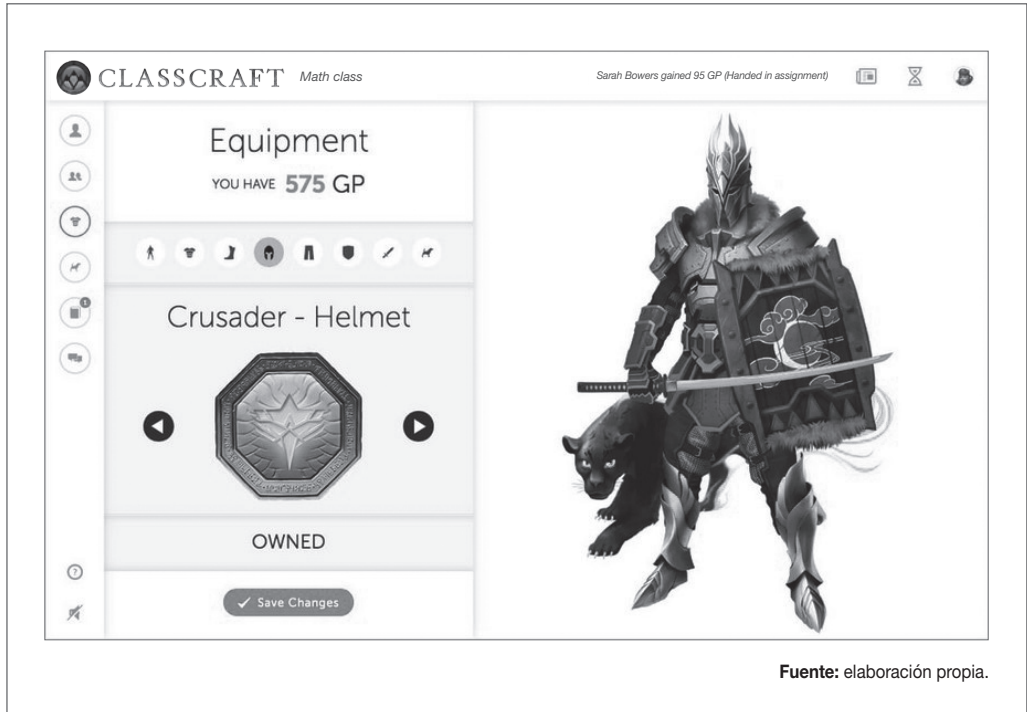 CLASSCRAFT Math class
Sarah Bowers gained 95 GP (Handed in assignment)
Equipment
YOU HAVE 575 GP
Crusader - Helmet
OWNED
Save Changes
Fuente: elaboración propia.